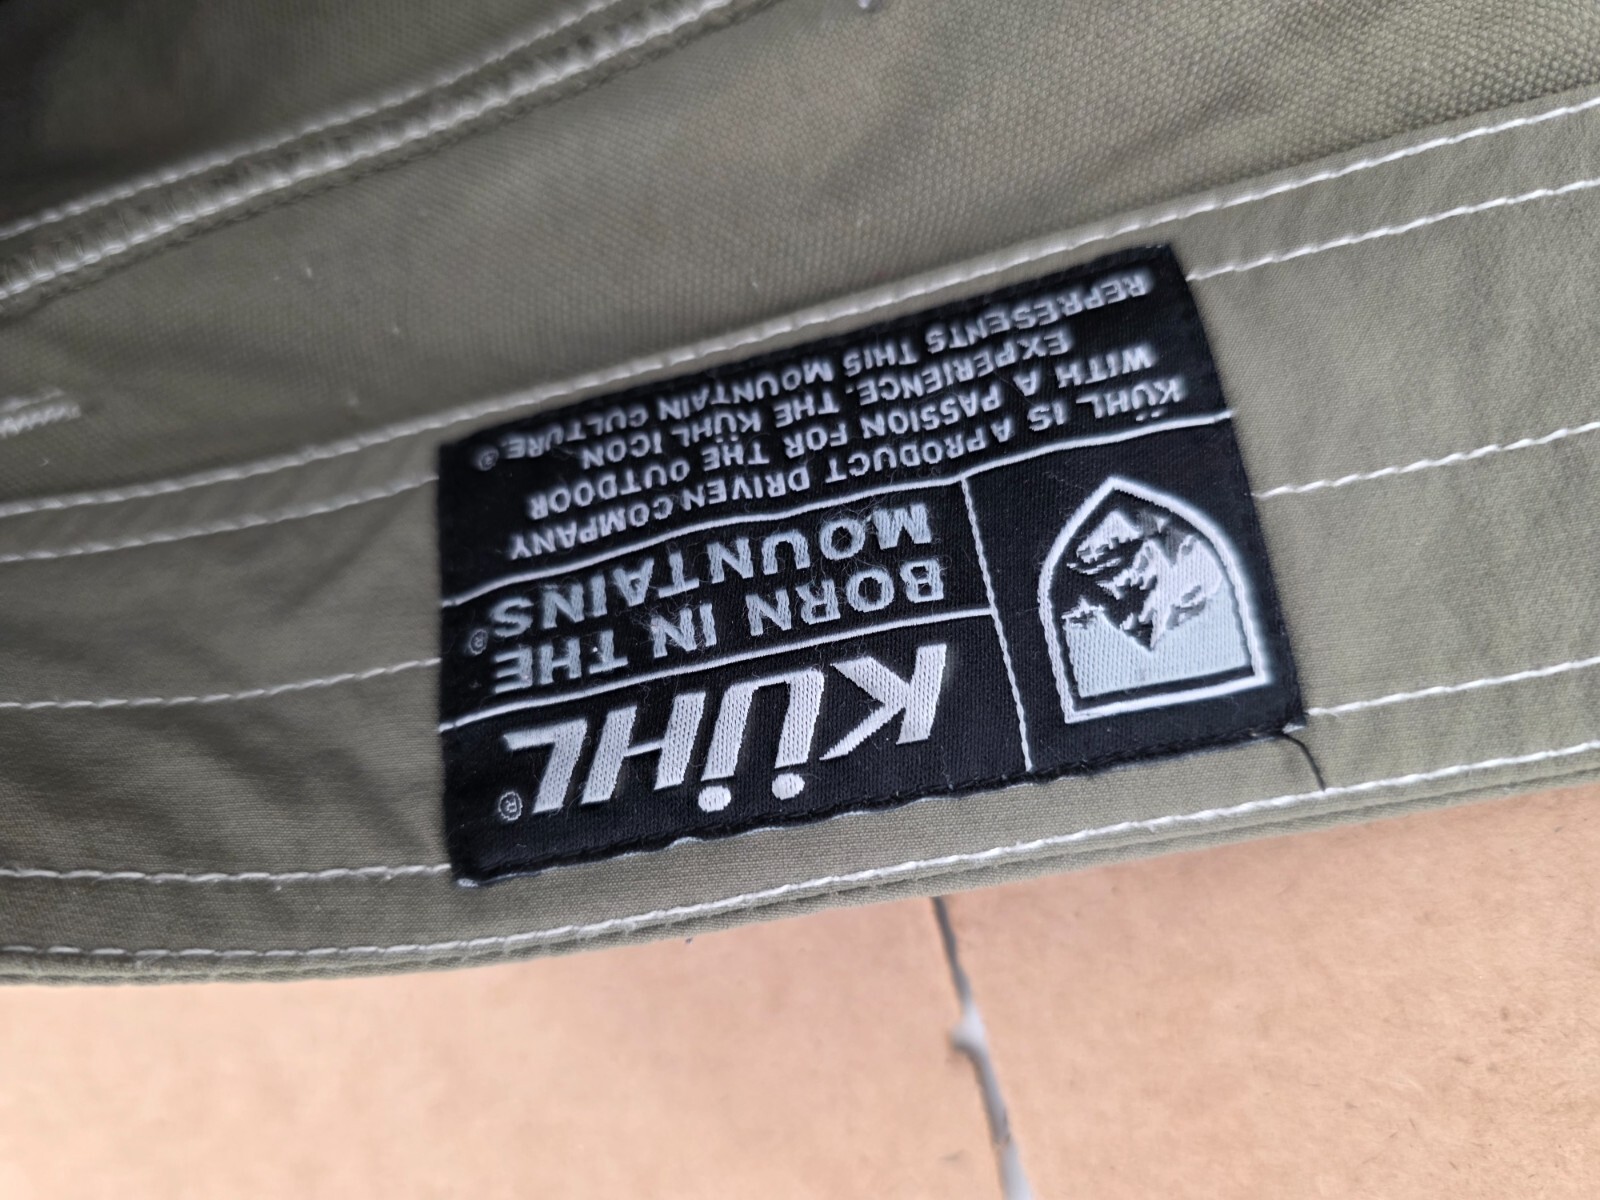 KÜHL®
BORN IN THE
MOUNTAINS®
KÜHL IS A PRODUCT DRIVEN COMPANY
WITH A PASSION FOR THE OUTDOOR
EXPERIENCE. THE KÜHL ICON
REPRESENTS THIS MOUNTAIN CULTURE.®